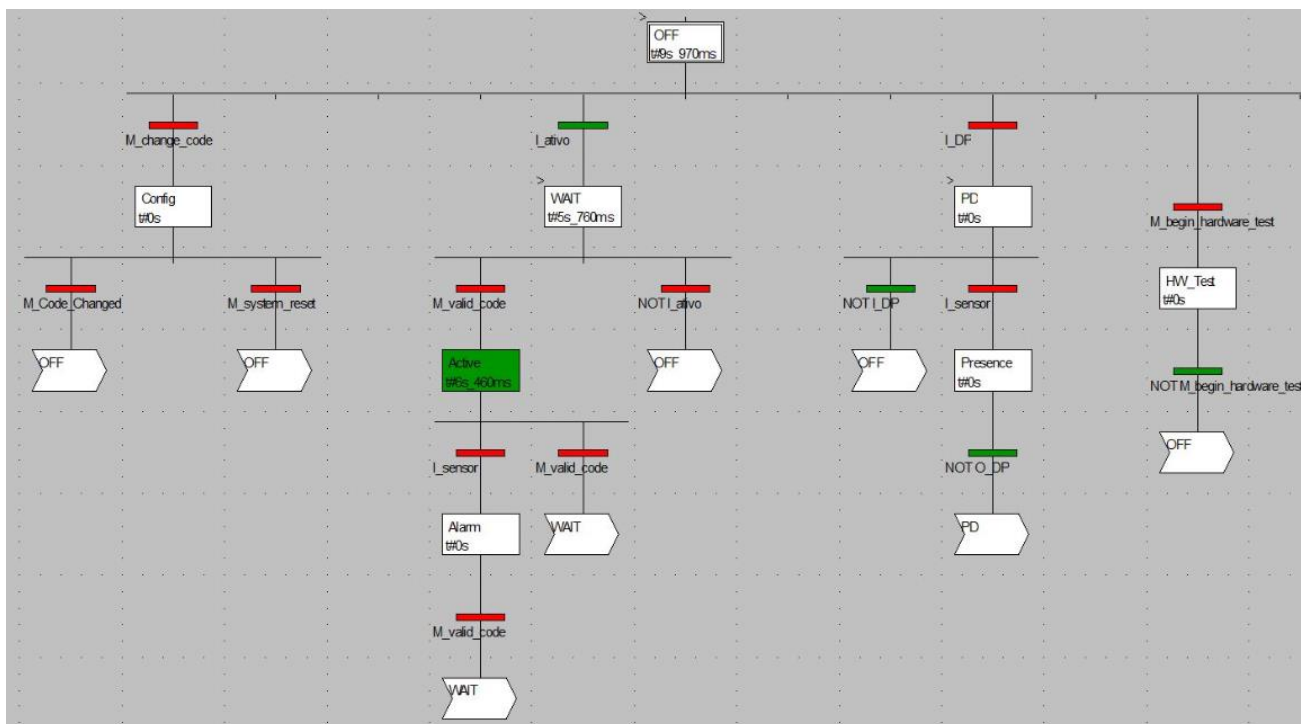 OFF
t#9s_970ms
M_change_code
I_ativo
I_DF
Config
t#0s
WAIT
t#5s_760ms
PD
t#0s
M_begin_hardware_test
M_Code_Changed
M_system_reset
M_valid_code
NOT I_ativo
NOT I_DP
I_sensor
HW_Test
t#0s
OFF
OFF
Active
t#6s_460ms
OFF
OFF
Presence
t#0s
NOT M_begin_hardware_test
I_sensor
M_valid_code
NOT O_DP
OFF
Alarm
t#0s
WAIT
PD
M_valid_code
WAIT